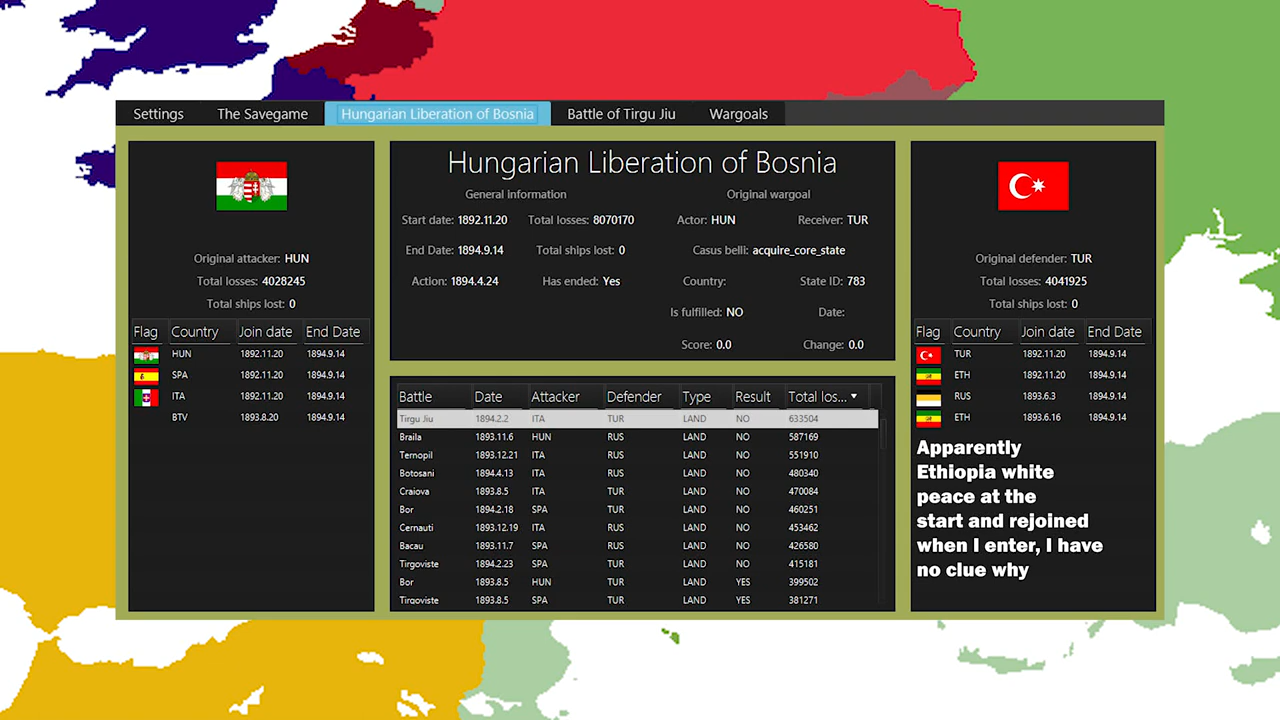 Settings The Savegame Hungarian Liberation of Bosnia Battle of Tirgu Jiu Wargoals
Original attacker: HUN
Total losses: 4028245
Total ships lost: 0
Flag Country Join date End Date
HUN 1892.11.20 1894.9.14
SPA 1892.11.20 1894.9.14
ITA 1892.11.20 1894.9.14
BTV 1893.8.20 1894.9.14
Hungarian Liberation of Bosnia
General information Original wargoal
Start date: 1892.11.20 Total losses: 8070170 Actor: HUN Receiver: TUR
End Date: 1894.9.14 Total ships lost: 0 Casus belli: acquire_core_state
Action: 1894.4.24 Has ended: Yes Country: State ID: 783
Is fulfilled: NO Date:
Score: 0.0 Change: 0.0
Battle Date Attacker Defender Type Result Total los... ▼
Tirgu Jiu 1894.2.2 ITA TUR LAND NO 633504
Braila 1893.11.6 HUN RUS LAND NO 587169
Ternopil 1893.12.21 ITA RUS LAND NO 551910
Botosani 1894.4.13 ITA RUS LAND NO 480340
Craiova 1893.8.5 ITA TUR LAND NO 470084
Bor 1894.2.18 SPA TUR LAND NO 460251
Cernauti 1893.12.19 ITA RUS LAND NO 453462
Bacau 1893.11.7 SPA RUS LAND NO 426580
Tirgoviste 1894.2.23 SPA TUR LAND NO 415181
Bor 1893.8.5 HUN TUR LAND YES 399502
Tirgoviste 1893.8.5 SPA TUR LAND YES 381271
Original defender: TUR
Total losses: 4041925
Total ships lost: 0
Flag Country Join date End Date
TUR 1892.11.20 1894.9.14
ETH 1892.11.20 1894.9.14
RUS 1893.6.3 1894.9.14
ETH 1893.6.16 1894.9.14
Apparently
Ethiopia white
peace at the
start and rejoined
when I enter, I have
no clue why